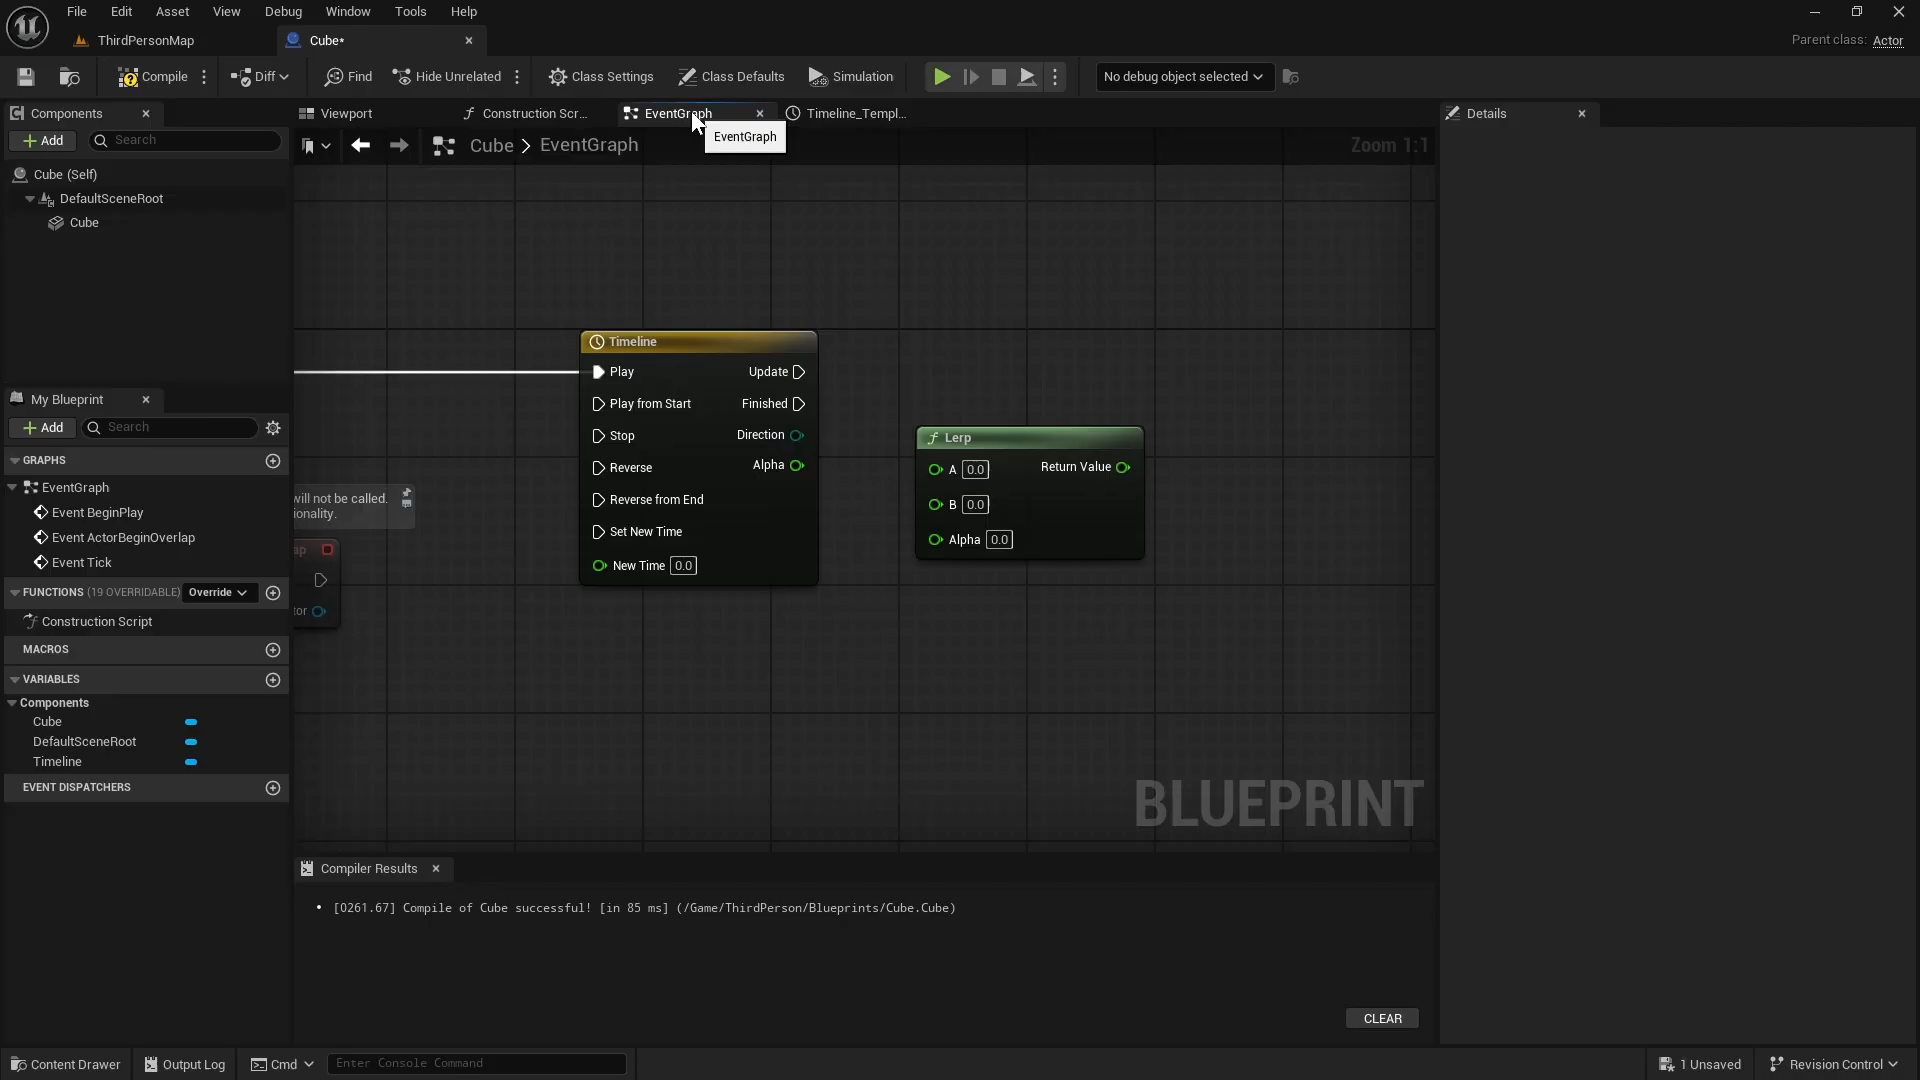 File Edit Asset View Debug Window Tools Help
ThirdPersonMap
Cube*
Parent class: Actor
Compile
Diff
Find
Hide Unrelated
Class Settings
Class Defaults
Simulation
No debug object selected
Components
Add
Search
Cube (Self)
DefaultSceneRoot
Cube
My Blueprint
Add
Search
GRAPHS
EventGraph
Event BeginPlay
Event ActorBeginOverlap
Event Tick
FUNCTIONS (19 OVERRIDABLE) Override
Construction Script
MACROS
VARIABLES
Components
Cube
DefaultSceneRoot
Timeline
EVENT DISPATCHERS
Viewport
Construction Scr...
EventGraph
Timeline_Templ...
EventGraph
Cube > EventGraph
Zoom 1:1
will not be called.
ionality.
ap
tor
Timeline
Play
Update
Play from Start
Finished
Stop
Direction
Reverse
Alpha
Reverse from End
Set New Time
New Time 0.0
Lerp
A 0.0
Return Value
B 0.0
Alpha 0.0
BLUEPRINT
Compiler Results
• [0261.67] Compile of Cube successful! [in 85 ms] (/Game/ThirdPerson/Blueprints/Cube.Cube)
CLEAR
Details
Content Drawer
Output Log
Cmd
Enter Console Command
1 Unsaved
Revision Control